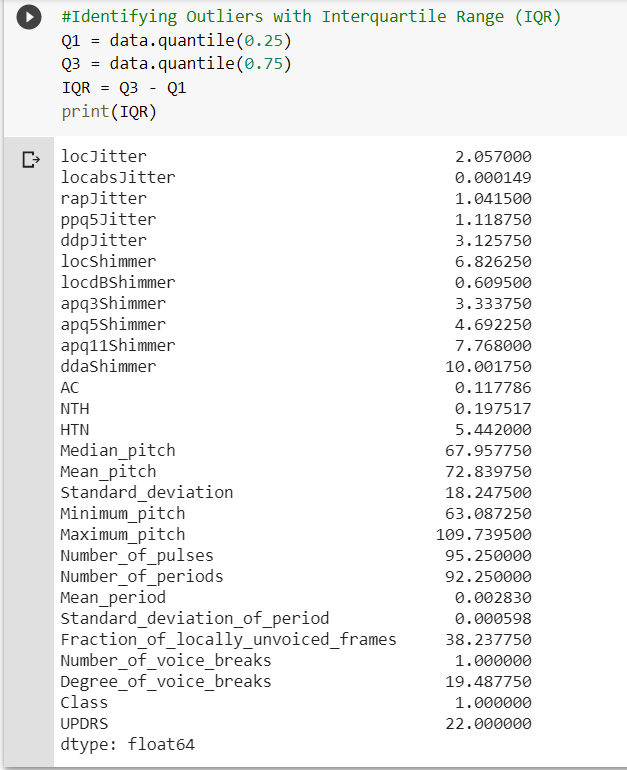 #Identifying Outliers with Interquartile Range (IQR)
Q1 = data.quantile(0.25)
Q3 = data.quantile(0.75)
IQR = Q3 - Q1
print(IQR)
locJitter 2.057000
locabsJitter 0.000149
rapJitter 1.041500
ppq5Jitter 1.118750
ddpJitter 3.125750
locShimmer 6.826250
locdBShimmer 0.609500
apq3Shimmer 3.333750
apq5Shimmer 4.692250
apq11Shimmer 7.768000
ddaShimmer 10.001750
AC 0.117786
NTH 0.197517
HTN 5.442000
Median_pitch 67.957750
Mean_pitch 72.839750
Standard_deviation 18.247500
Minimum_pitch 63.087250
Maximum_pitch 109.739500
Number_of_pulses 95.250000
Number_of_periods 92.250000
Mean_period 0.002830
Standard_deviation_of_period 0.000598
Fraction_of_locally_unvoiced_frames 38.237750
Number_of_voice_breaks 1.000000
Degree_of_voice_breaks 19.487750
Class 1.000000
UPDRS 22.000000
dtype: float64